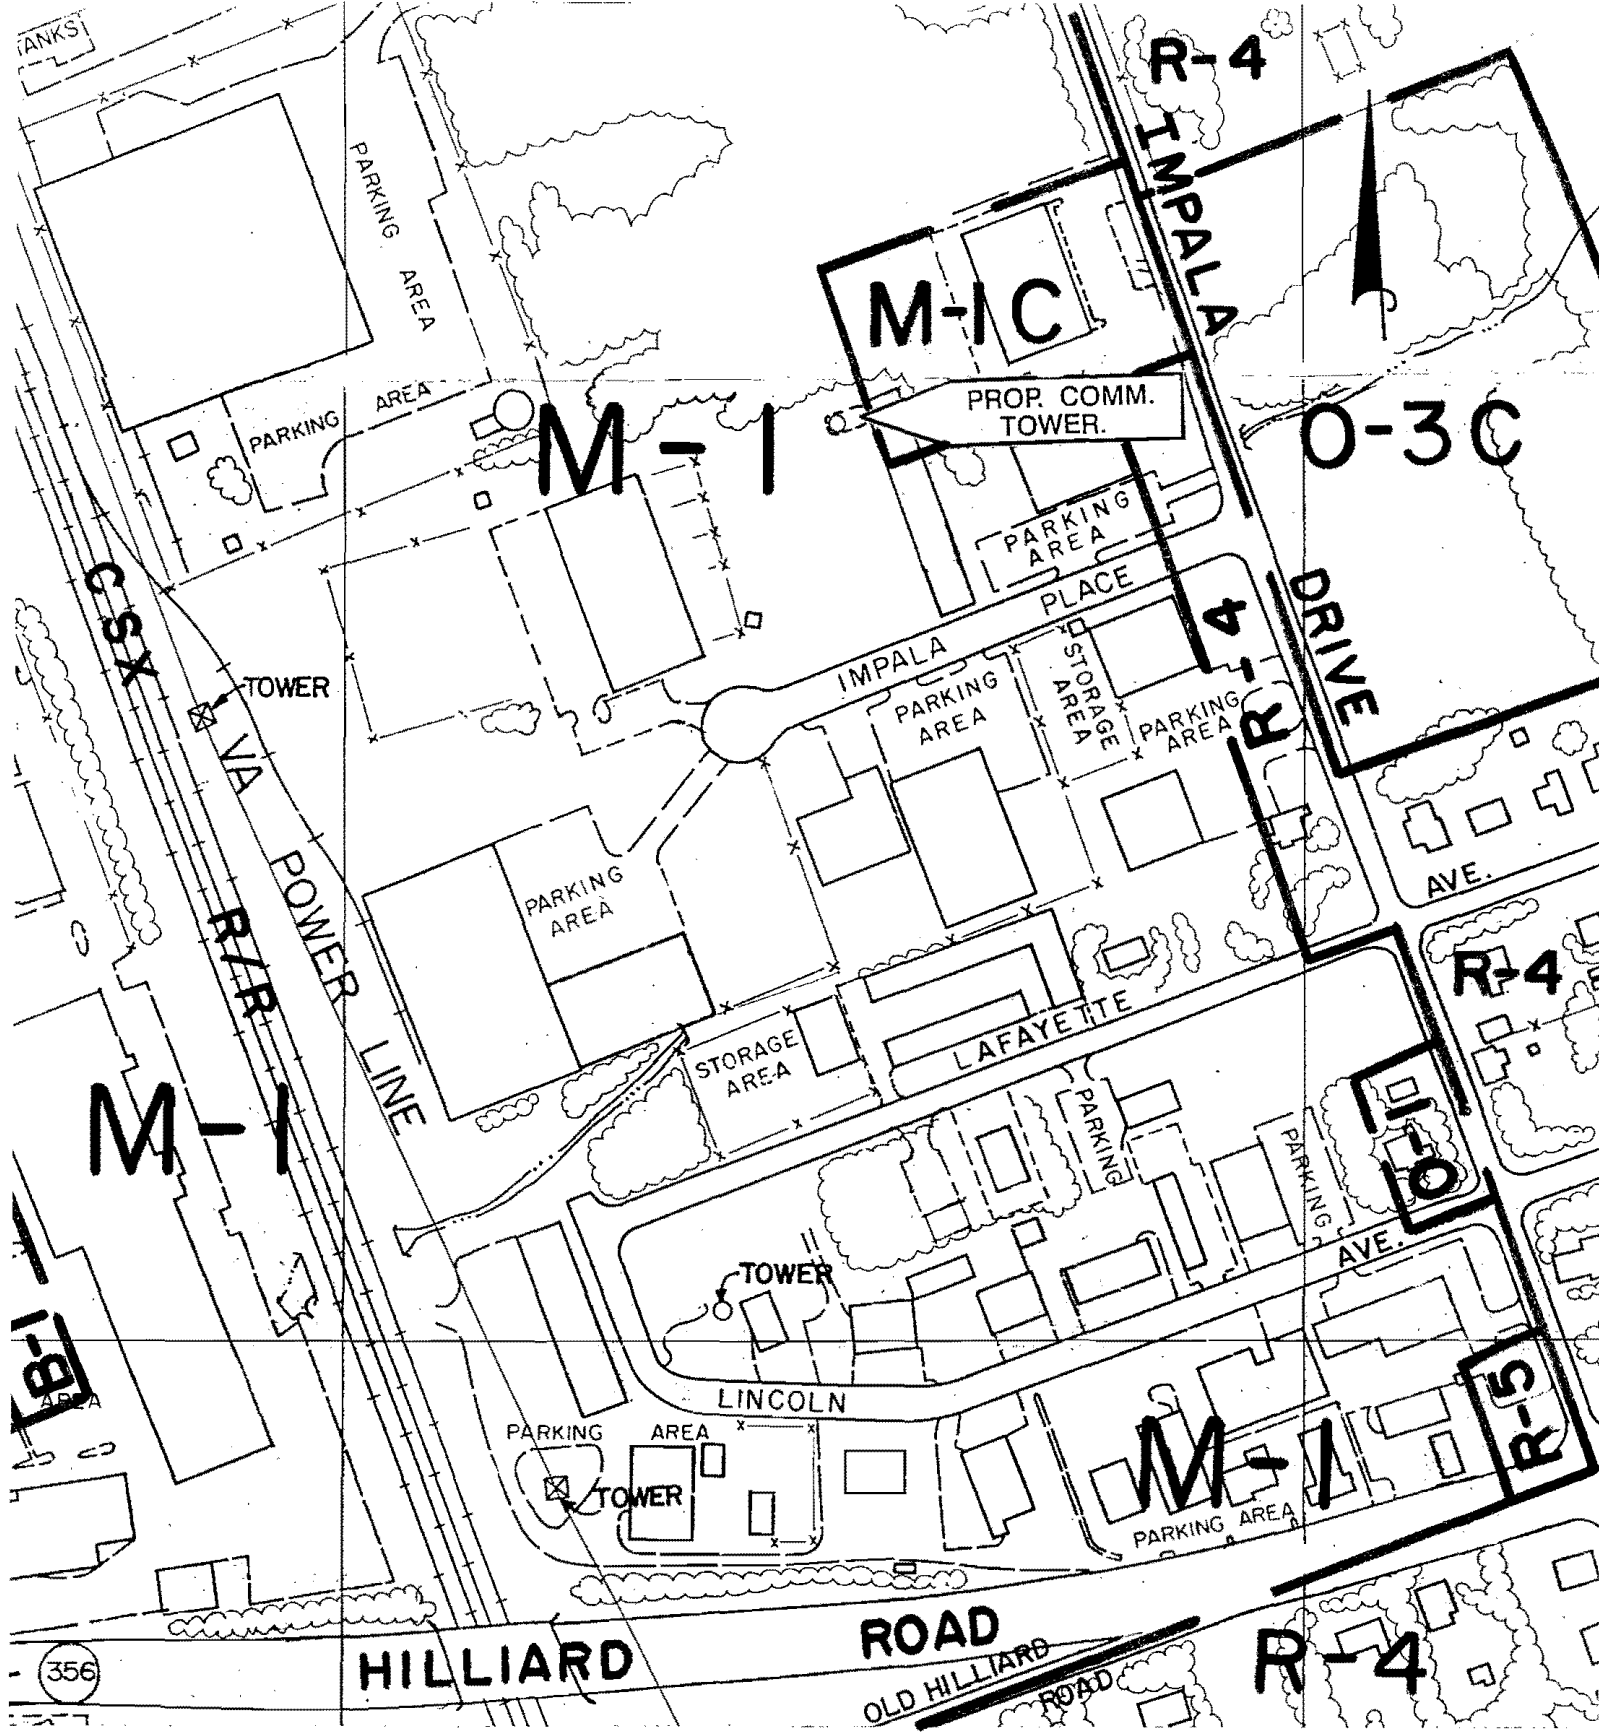 TANKS
R-4
PARKING AREA
IMPALA
M-1C
PROP. COMM.
TOWER.
PARKING AREA
M-1
O-3C
PARKING
AREA
CSX
PLACE
IMPALA
R-4
DRIVE
TOWER
STORAGE
AREA
PARKING
AREA
PARKING
AREA
VA POWER LINE
PARKING
AREA
AVE.
R/R
R-4
LAFAYETTE
STORAGE
AREA
M-1
PARKING
PARKING
O-1
AVE.
TOWER
B-1
AREA
LINCOLN
R-5
PARKING AREA
M-1
TOWER
PARKING AREA
HILLIARD ROAD
OLD HILLIARD
ROAD
R-4
356